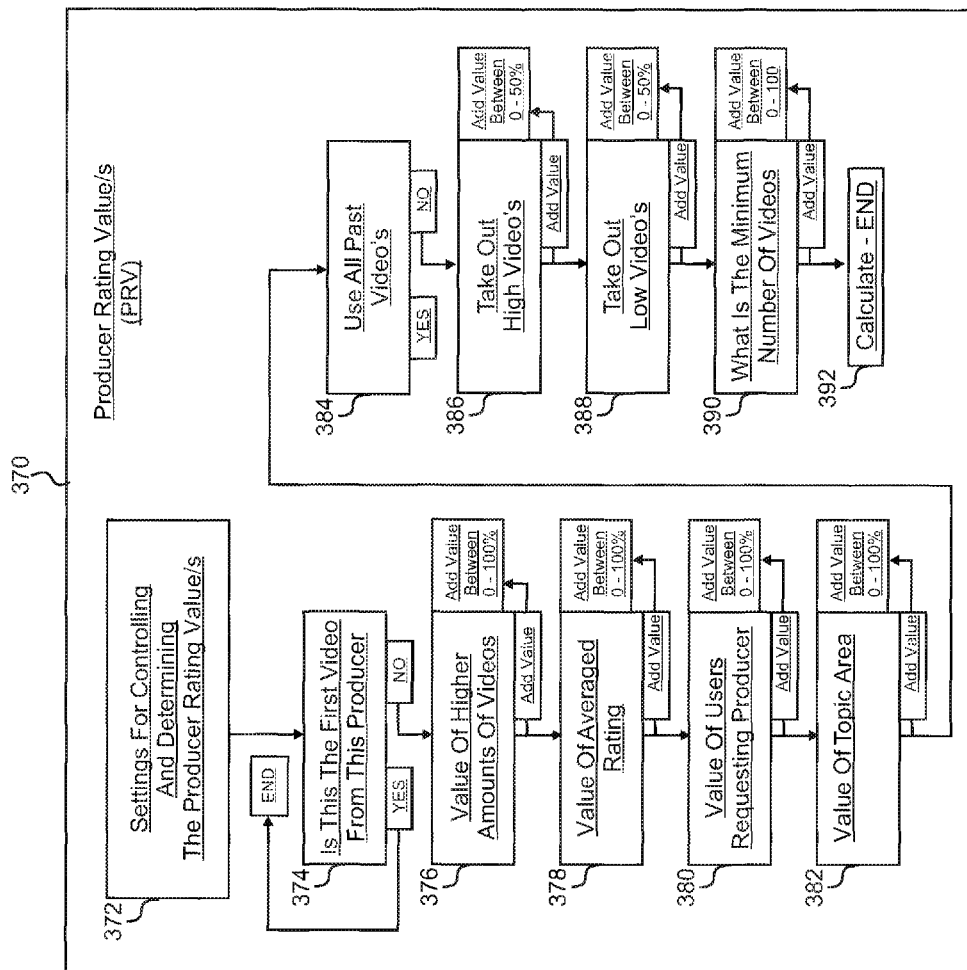 370
Producer Rating Value/s
(PRV)
372
Settings For Controlling
And Determining
The Producer Rating Value/s
END
374
Is This The First Video
From This Producer
YES
NO
376
Value Of Higher
Amounts Of Videos
Add Value
Add Value
Between
0 - 100%
378
Value Of Averaged
Rating
Add Value
Add Value
Between
0 - 100%
380
Value Of Users
Requesting Producer
Add Value
Add Value
Between
0 - 100%
382
Value Of Topic Area
Add Value
Add Value
Between
0 - 100%
384
Use All Past
Video's
YES
NO
386
Take Out
High Video's
Add Value
Add Value
Between
0 - 50%
388
Take Out
Low Video's
Add Value
Add Value
Between
0 - 50%
390
What Is The Minimum
Number Of Videos
Add Value
Add Value
Between
0 - 100
392
Calculate - END